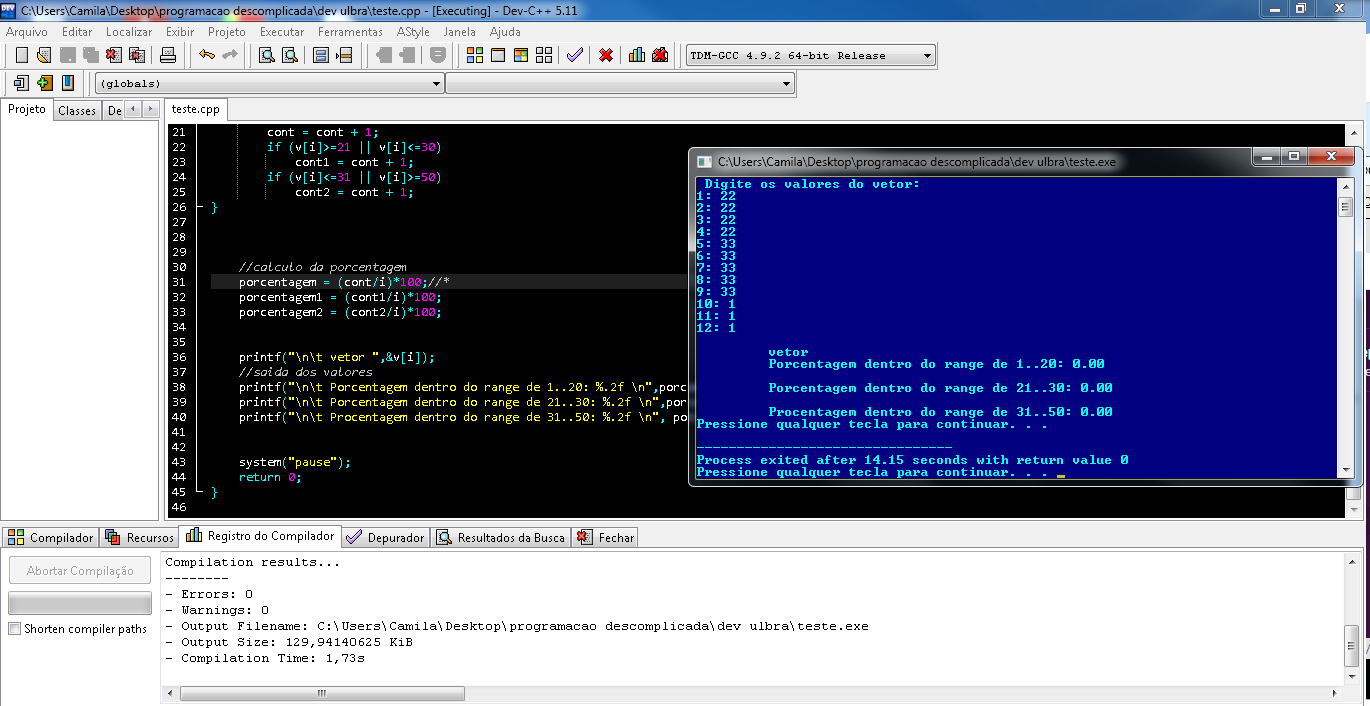 C:\Users\Camila\Desktop\programacao descomplicada\dev ulbra\teste.cpp - [Executing] - Dev-C++ 5.11
Arquivo Editar Localizar Exibir Projeto Executar Ferramentas AStyle Janela Ajuda
TDM-GCC 4.9.2 64-bit Release
(globals)
Projeto Classes De
teste.cpp
21 cont = cont + 1;
22 if (v[i]>=21 || v[i]<=30)
23 cont1 = cont + 1;
24 if (v[i]<=31 || v[i]>=50)
25 cont2 = cont + 1;
26 }
27
28
29
30 //calculo da porcentagem
31 porcentagem = (cont/i)*100;//*
32 porcentagem1 = (cont1/i)*100;
33 porcentagem2 = (cont2/i)*100;
34
35
36 printf("\n\t vetor ",&v[i]);
37 //saida dos valores
38 printf("\n\t Porcentagem dentro do range de 1..20: %.2f \n",porc
39 printf("\n\t Porcentagem dentro do range de 21..30: %.2f \n",por
40 printf("\n\t Procentagem dentro do range de 31..50: %.2f \n", po
41
42
43 system("pause");
44 return 0;
45 }
46
C:\Users\Camila\Desktop\programacao descomplicada\dev ulbra\teste.exe
Digite os valores do vetor:
1: 22
2: 22
3: 22
4: 22
5: 33
6: 33
7: 33
8: 33
9: 33
10: 1
11: 1
12: 1
vetor
Porcentagem dentro do range de 1..20: 0.00
Porcentagem dentro do range de 21..30: 0.00
Procentagem dentro do range de 31..50: 0.00
Pressione qualquer tecla para continuar. . .
--------------------------------
Process exited after 14.15 seconds with return value 0
Pressione qualquer tecla para continuar. . .
Compilador Recursos Registro do Compilador Depurador Resultados da Busca Fechar
Abortar Compilação
Shorten compiler paths
Compilation results...
--------
- Errors: 0
- Warnings: 0
- Output Filename: C:\Users\Camila\Desktop\programacao descomplicada\dev ulbra\teste.exe
- Output Size: 129,94140625 KiB
- Compilation Time: 1,73s